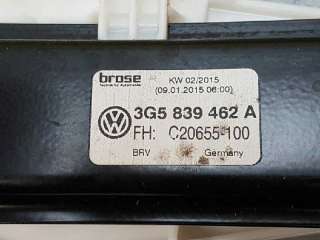 brose
Technik für Automobile
KW 02/2015
(09.01.2015 06:00)
3G5 839 462 A
FH: C20655-100
BRV Germany